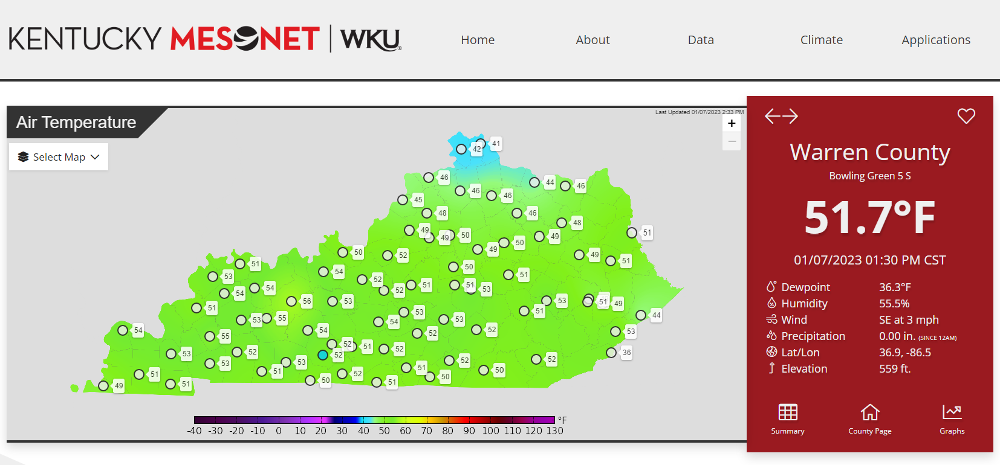 KENTUCKY MESONET WKU®
Home About Data Climate Applications
Air Temperature
Last Updated 01/07/2023 2:33 PM
+
−
Select Map
42 41
46
44 46
46 46
45
48 46
48
49 49 50
49 50 49
51
50 52
49 51
51 54 50
53 52 51
54 54 52 51 51 53
51 56 53 53 51 49
53 55 53 51 44
54 54 54 53 52 53
55 52
53 52 52 51 52 36
52
53 51 53 52 51 52 50 52
51 50 51 50
49 51
-40 -30 -20 -10 0 10 20 30 40 50 60 70 80 90 100 110 120 130 °F
Warren County
Bowling Green 5 S
51.7°F
01/07/2023 01:30 PM CST
Dewpoint 36.3°F
Humidity 55.5%
Wind SE at 3 mph
Precipitation 0.00 in. (SINCE 12AM)
Lat/Lon 36.9, -86.5
Elevation 559 ft.
Summary County Page Graphs